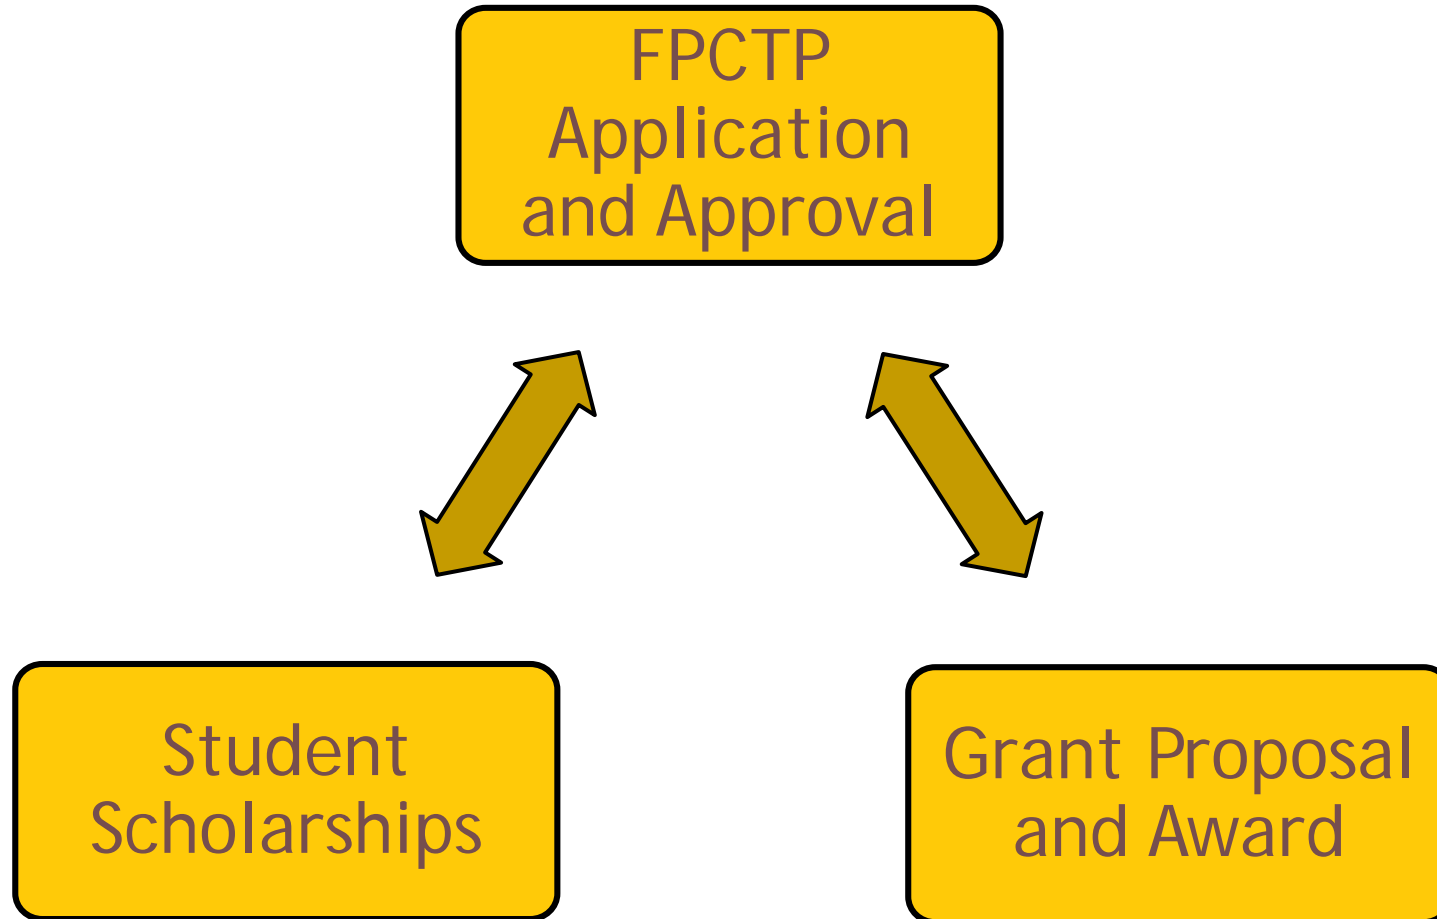 FPCTP
Application
and Approval
Student
Scholarships
Grant Proposal
and Award